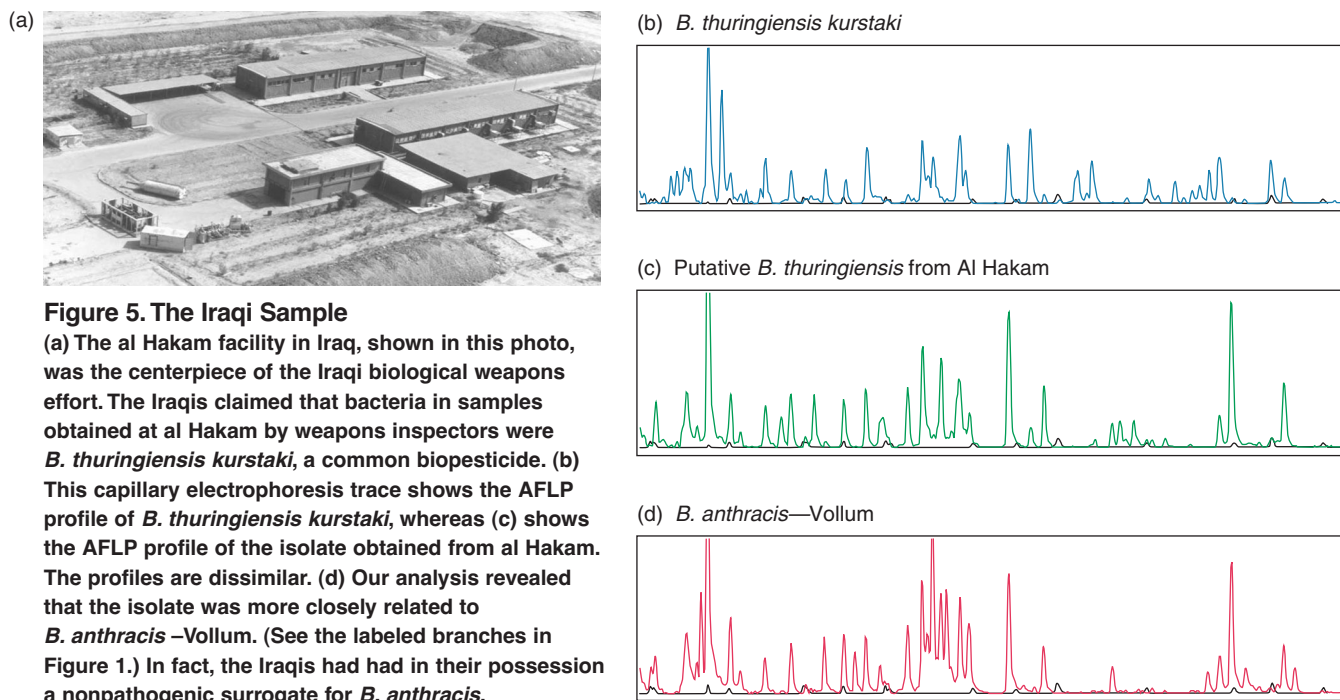 (a)
Figure 5. The Iraqi Sample
(a) The al Hakam facility in Iraq, shown in this photo,
was the centerpiece of the Iraqi biological weapons
effort. The Iraqis claimed that bacteria in samples
obtained at al Hakam by weapons inspectors were
B. thuringiensis kurstaki, a common biopesticide. (b)
This capillary electrophoresis trace shows the AFLP
profile of B. thuringiensis kurstaki, whereas (c) shows
the AFLP profile of the isolate obtained from al Hakam.
The profiles are dissimilar. (d) Our analysis revealed
that the isolate was more closely related to
B. anthracis –Vollum. (See the labeled branches in
Figure 1.) In fact, the Iraqis had had in their possession
a nonpathogenic surrogate for B. anthracis.
(b) B. thuringiensis kurstaki
(c) Putative B. thuringiensis from Al Hakam
(d) B. anthracis—Vollum